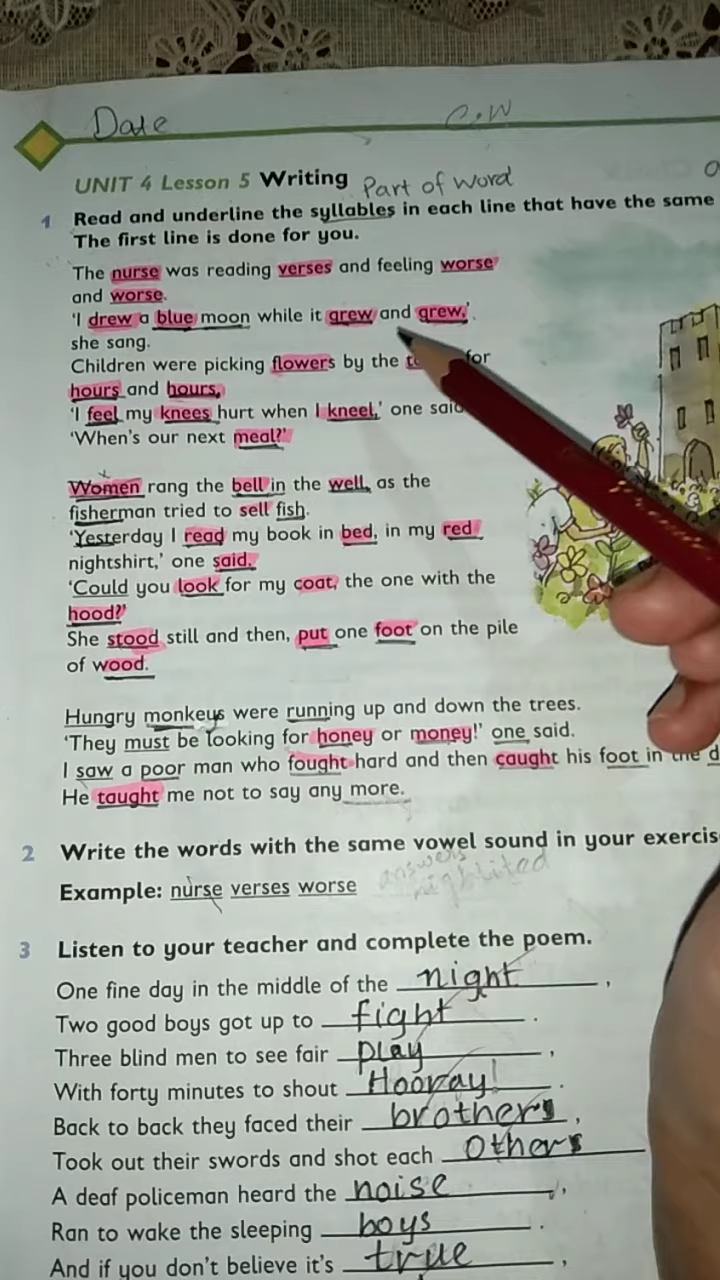 Date C.W
UNIT 4 Lesson 5 Writing Part of word
1 Read and underline the syllables in each line that have the same
The first line is done for you.
The nurse was reading verses and feeling worse
and worse.
'I drew a blue moon while it grew and grew,'
she sang.
Children were picking flowers by the for
hours and hours,
'I feel my knees hurt when I kneel,' one said
'When's our next meal?'
Women rang the bell in the well, as the
fisherman tried to sell fish.
'Yesterday I read my book in bed, in my red
nightshirt,' one said.
'Could you look for my coat, the one with the
hood?'
She stood still and then, put one foot on the pile
of wood.
Hungry monkeys were running up and down the trees.
'They must be looking for honey or money!' one said.
I saw a poor man who fought hard and then caught his foot in the
He taught me not to say any more.
2 Write the words with the same vowel sound in your
Example: nurse verses worse answers highlited
3 Listen to your teacher and complete the poem.
One fine day in the middle of the night ,
Two good boys got up to fight .
Three blind men to see fair play ,
With forty minutes to shout Hooray! .
Back to back they faced their brothers ,
Took out their swords and shot each others
A deaf policeman heard the noise ,
Ran to wake the sleeping boys .
And if you don't believe it's true ,